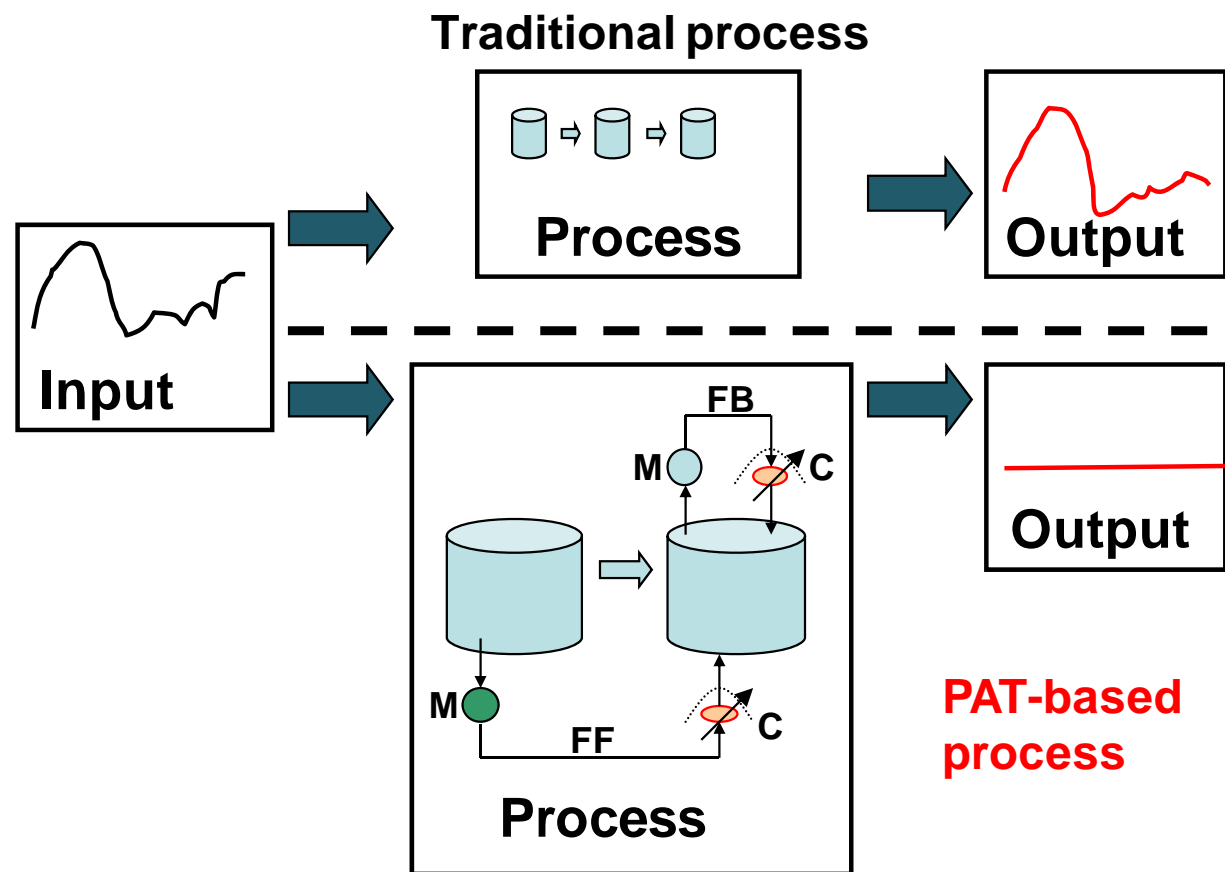 Traditional process
Process
Output
Input
FB
M
C
Output
M
FF
C
PAT-based
process
Process